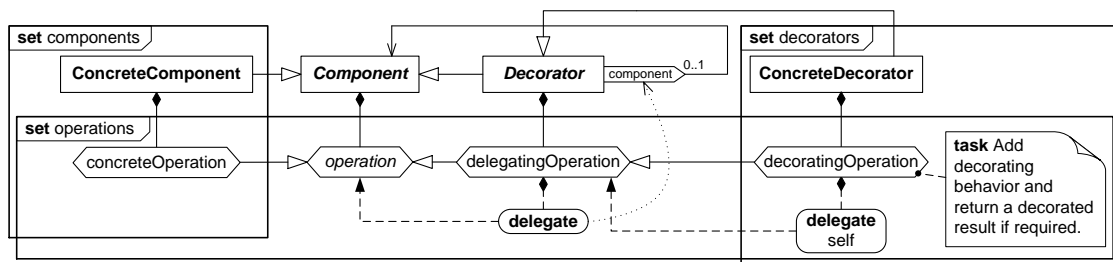 set components
set decorators
ConcreteComponent
Component
Decorator
component
0..1
ConcreteDecorator
set operations
concreteOperation
operation
delegatingOperation
decoratingOperation
task Add
decorating
behavior and
return a decorated
result if required.
delegate
delegate
self